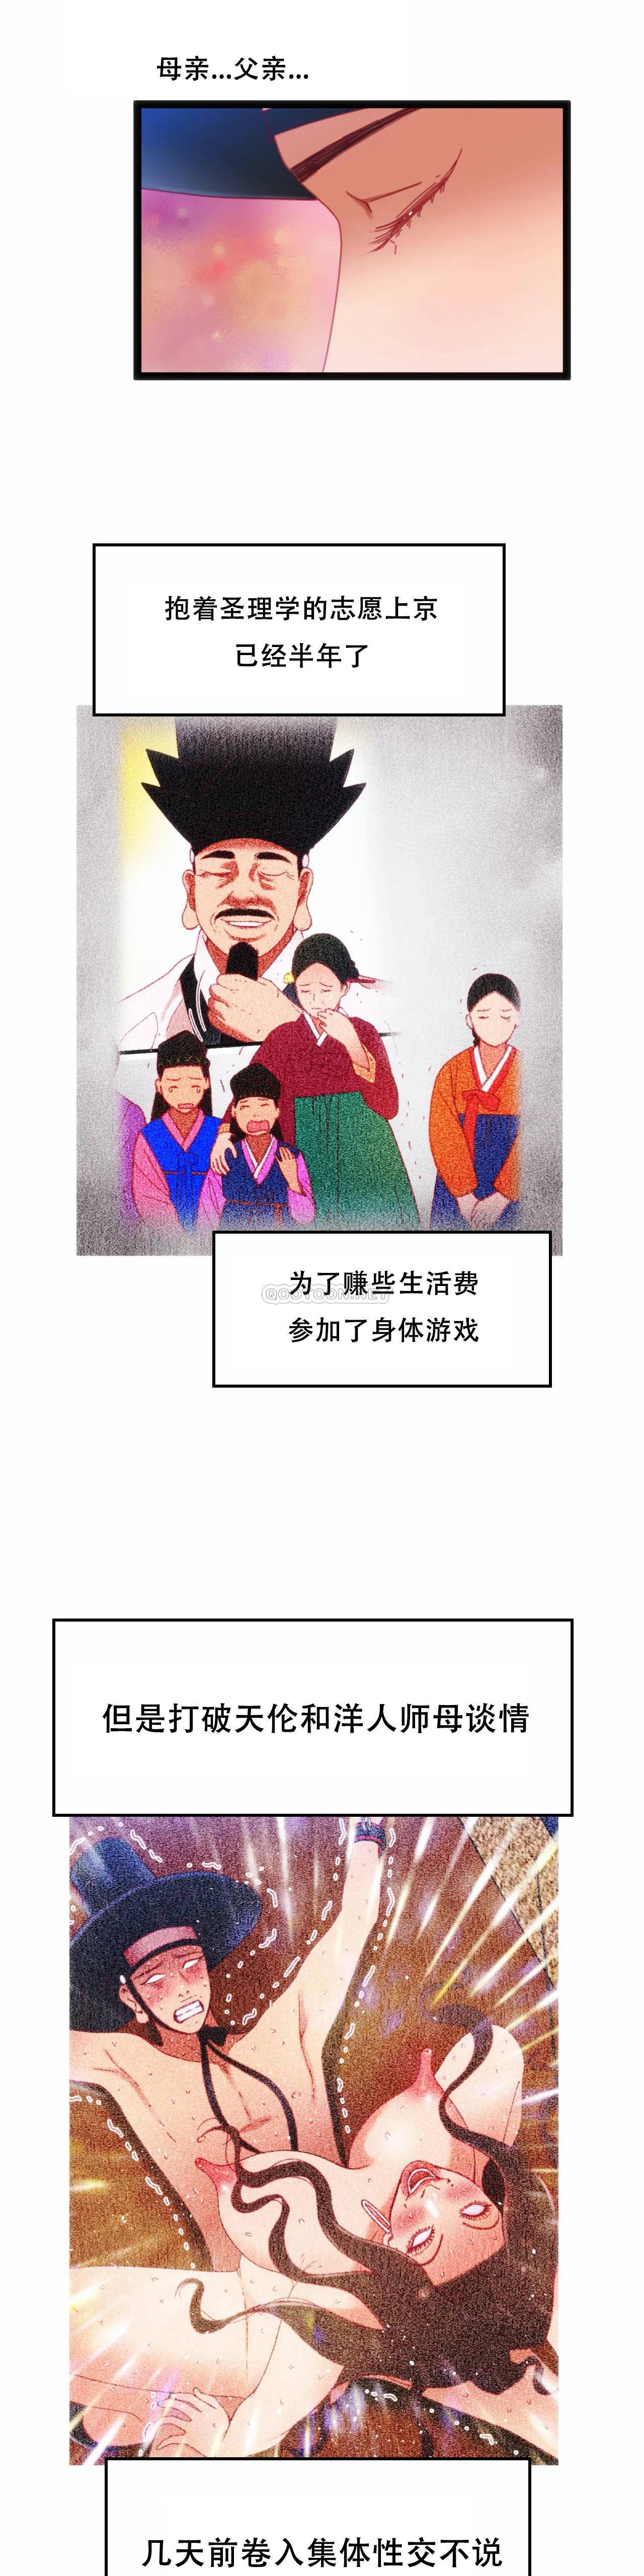 母亲...父亲...
抱着圣理学的志愿上京
已经半年了
为了赚些生活费
QOOTOON.NET
参加了身体游戏
但是打破天伦和洋人师母谈情
几天前卷入集体性交不说